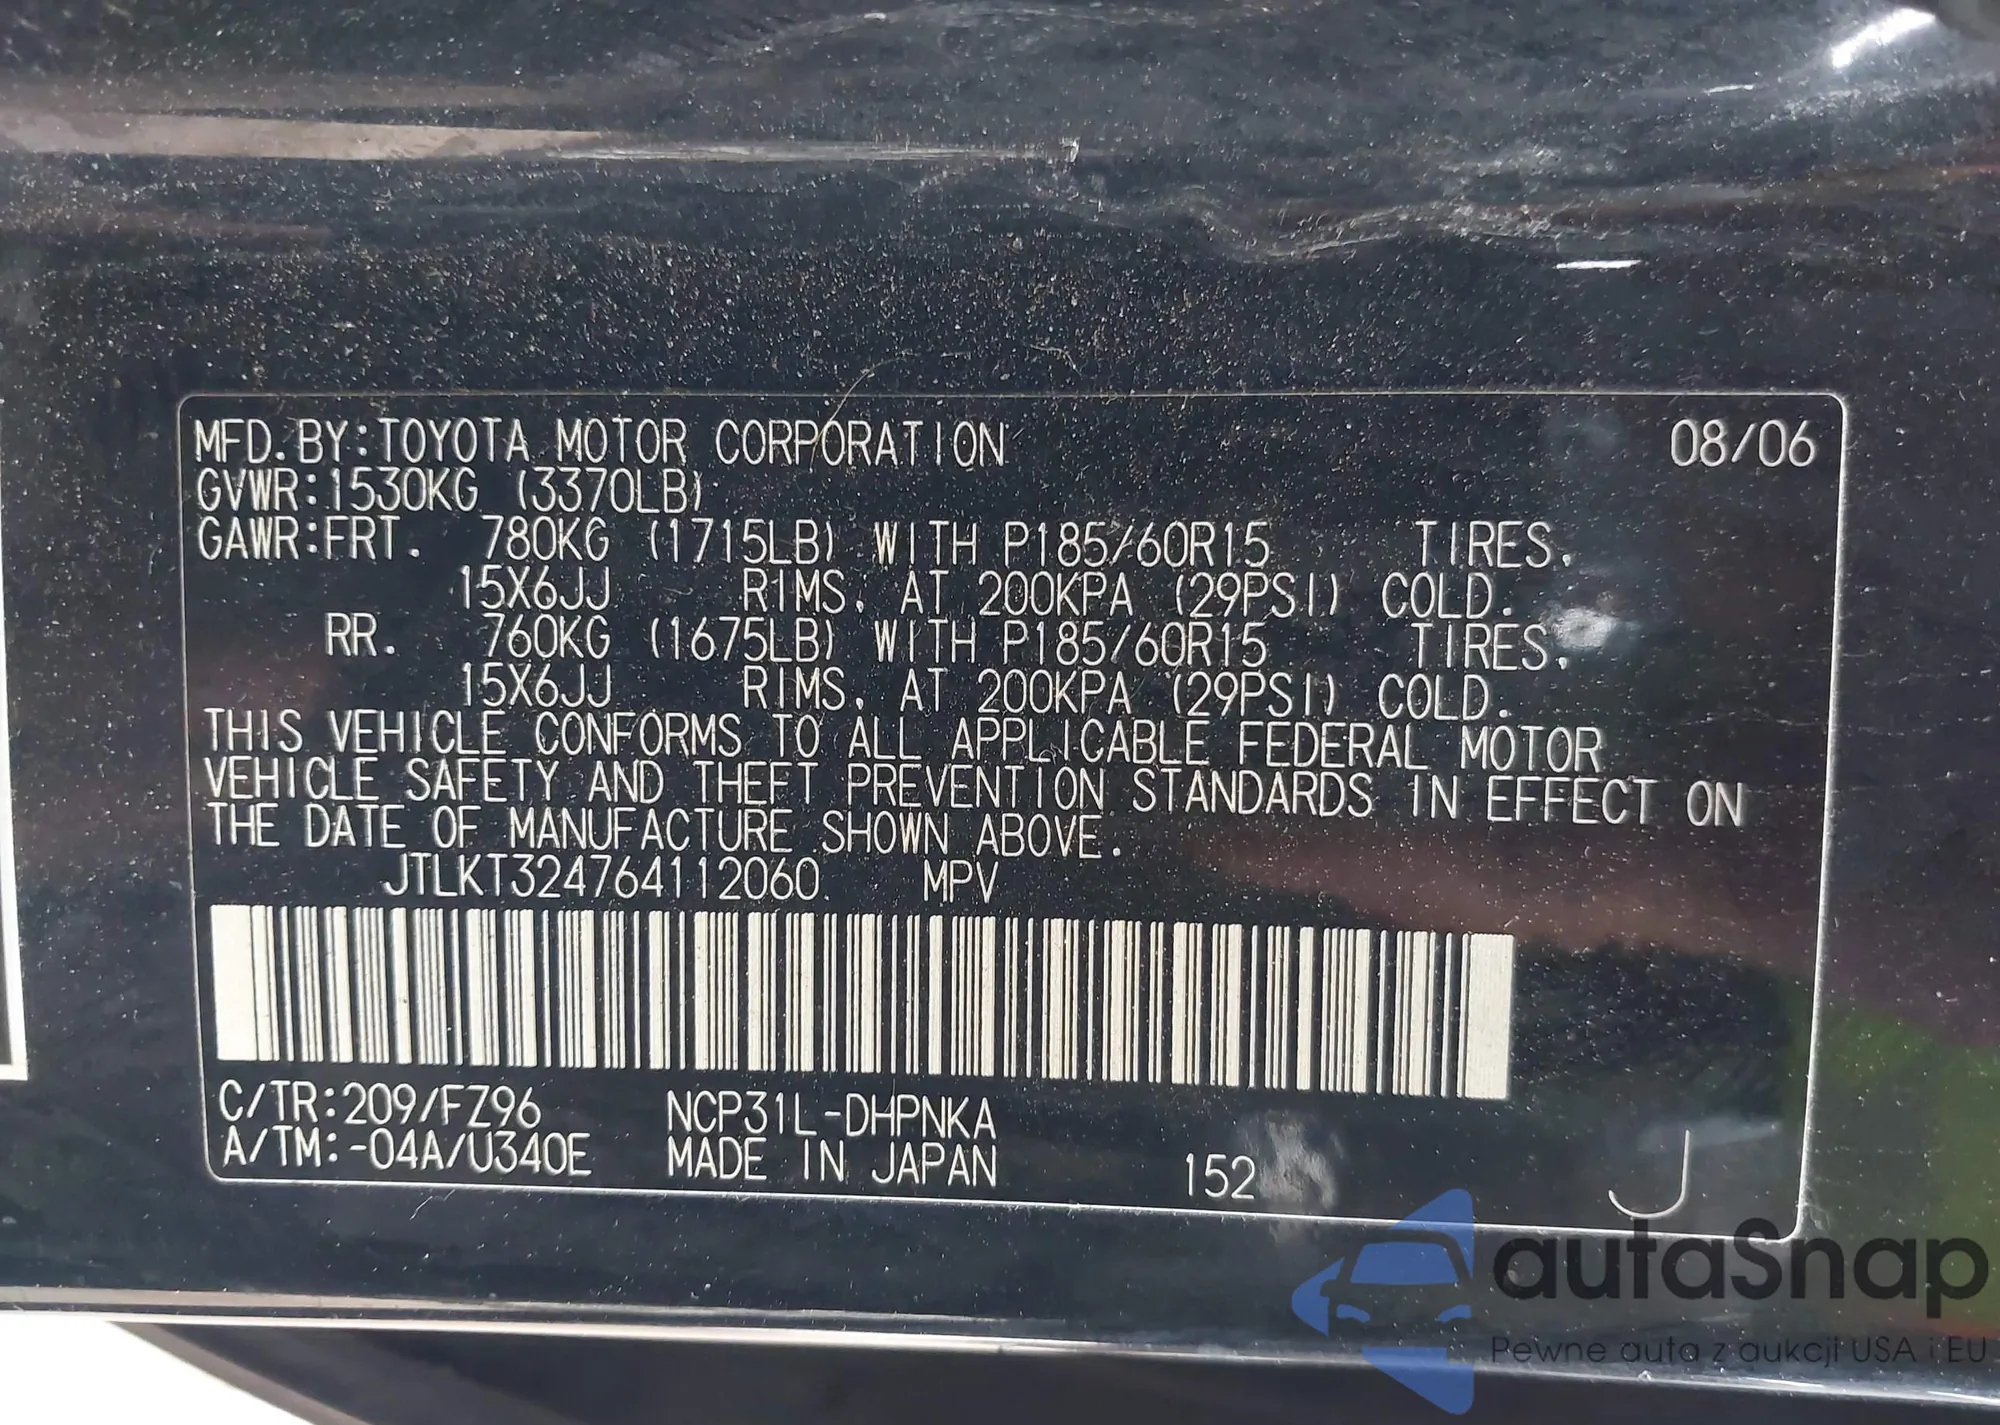 MFD.BY:TOYOTA MOTOR CORPORATION 08/06
GVWR:1530KG (3370LB)
GAWR:FRT. 780KG (1715LB) WITH P185/60R15 TIRES.
15X6JJ RIMS, AT 200KPA (29PSI) COLD.
RR. 760KG (1675LB) WITH P185/60R15 TIRES,
15X6JJ RIMS, AT 200KPA (29PSI) COLD.
THIS VEHICLE CONFORMS TO ALL APPLICABLE FEDERAL MOTOR
VEHICLE SAFETY AND THEFT PREVENTION STANDARDS IN EFFECT ON
THE DATE OF MANUFACTURE SHOWN ABOVE.
JTLKT324764112060 MPV
C/TR:209/FZ96 NCP31L-DHPNKA
A/TM:-04A/U340E MADE IN JAPAN 152 J
autaSnap
Pewne auta z aukcji USA i EU